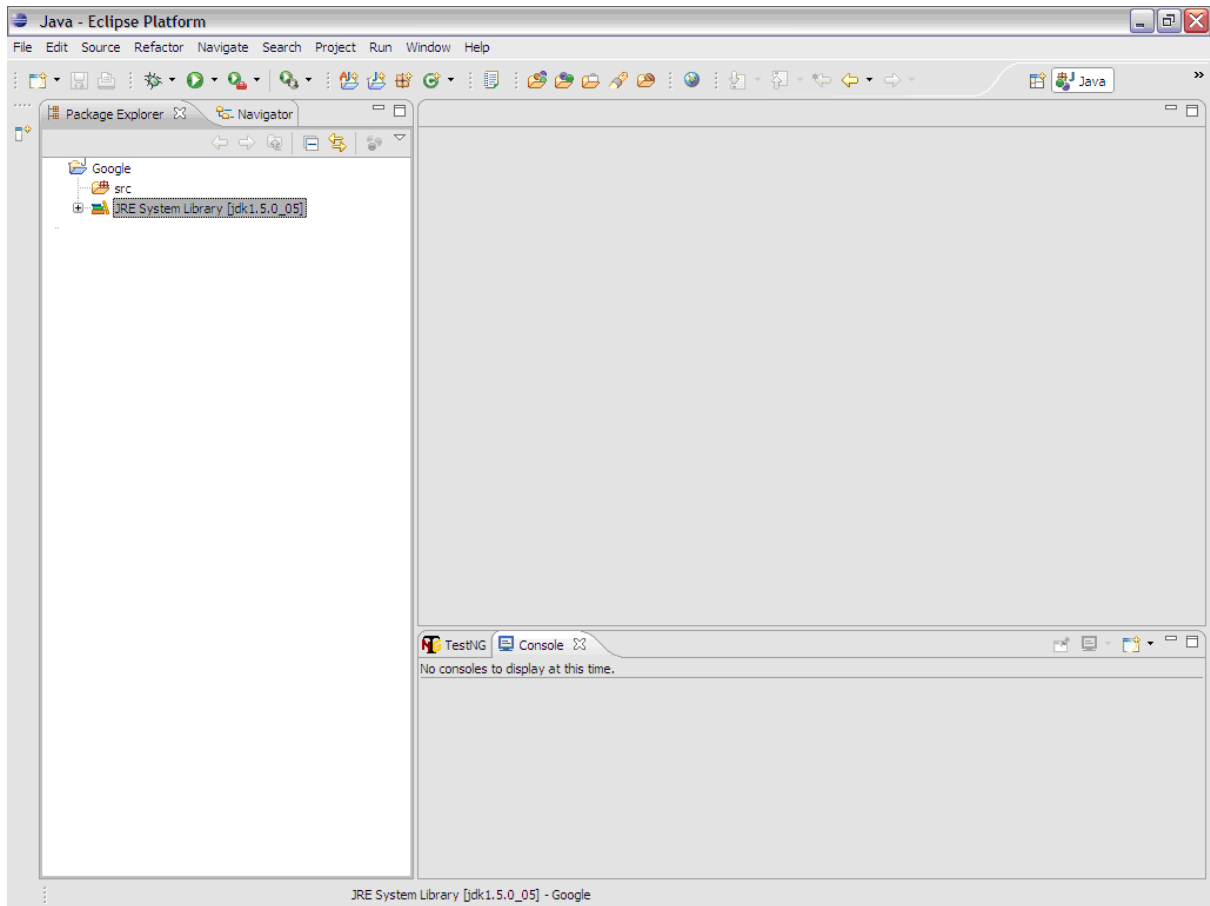 Java - Eclipse Platform
File Edit Source Refactor Navigate Search Project Run Window Help
Java
Package Explorer Navigator
Google
src
JRE System Library [jdk1.5.0_05]
TestNG Console
No consoles to display at this time.
JRE System Library [jdk1.5.0_05] - Google